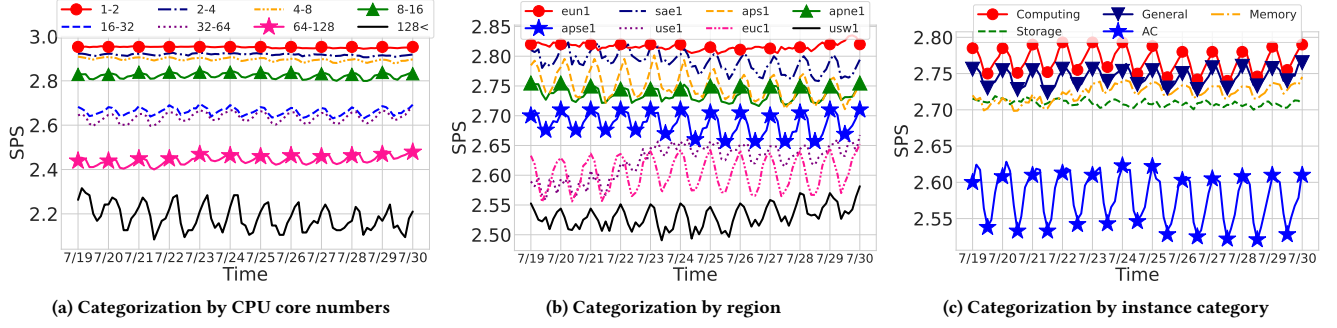 1-2 2-4 4-8 8-16
16-32 32-64 64-128 128<
3.0
2.8
2.6
2.4
2.2
SPS
7/19 7/20 7/21 7/22 7/23 7/24 7/25 7/26 7/27 7/28 7/29 7/30
Time
(a) Categorization by CPU core numbers
eun1 sae1 aps1 apne1
apse1 use1 euc1 usw1
2.85
2.80
2.75
2.70
2.65
2.60
2.55
2.50
SPS
7/19 7/20 7/21 7/22 7/23 7/24 7/25 7/26 7/27 7/28 7/29 7/30
Time
(b) Categorization by region
Computing General Memory
Storage AC
2.80
2.75
2.70
2.65
2.60
2.55
SPS
7/19 7/20 7/21 7/22 7/23 7/24 7/25 7/26 7/27 7/28 7/29 7/30
Time
(c) Categorization by instance category